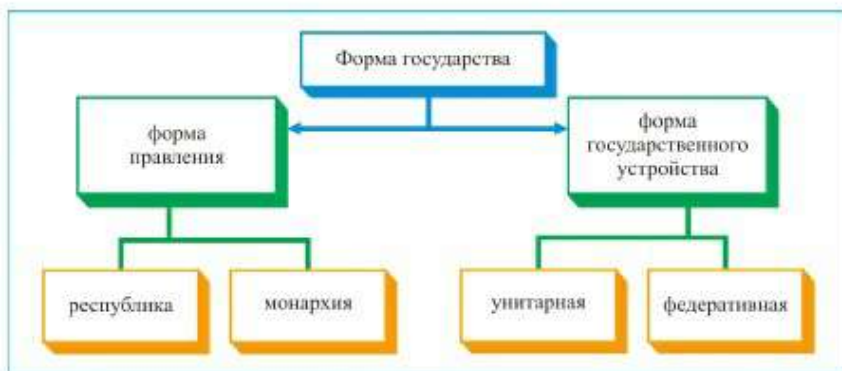 Форма государства
форма
правления
форма
государственного
устройства
республика
монархия
унитарная
федеративная